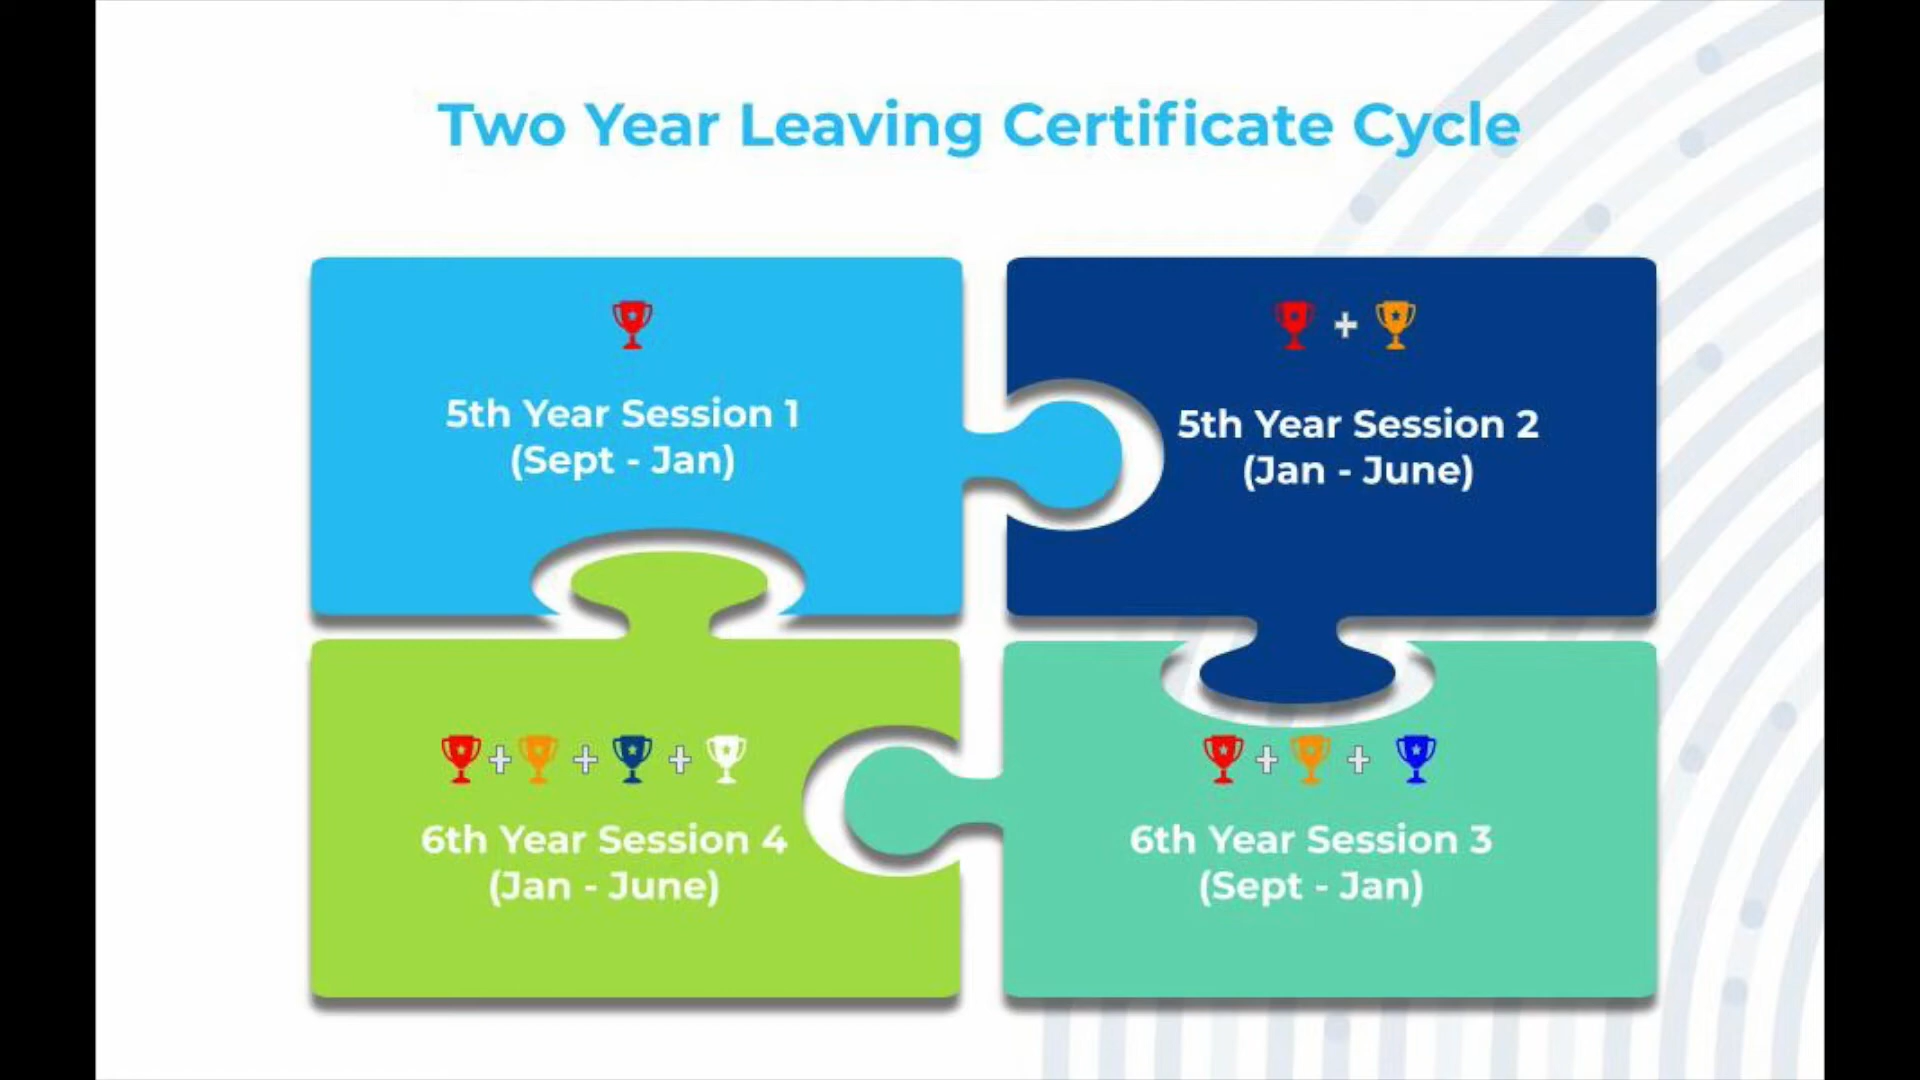 Two Year Leaving Certificate Cycle
+
5th Year Session 1
(Sept - Jan)
5th Year Session 2
(Jan - June)
+ + +
6th Year Session 4
(Jan - June)
+ +
6th Year Session 3
(Sept - Jan)